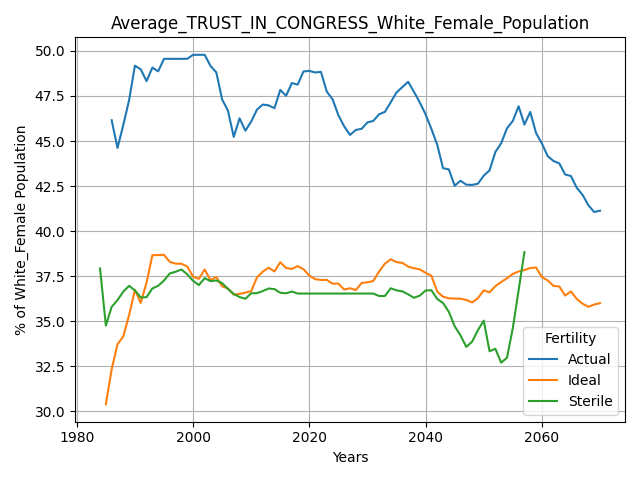 Average_TRUST_IN_CONGRESS_White_Female_Population
% of White_Female Population
50.0
47.5
45.0
42.5
40.0
37.5
35.0
32.5
30.0
Fertility
Actual
Ideal
Sterile
1980
2000
2020
2040
2060
Years